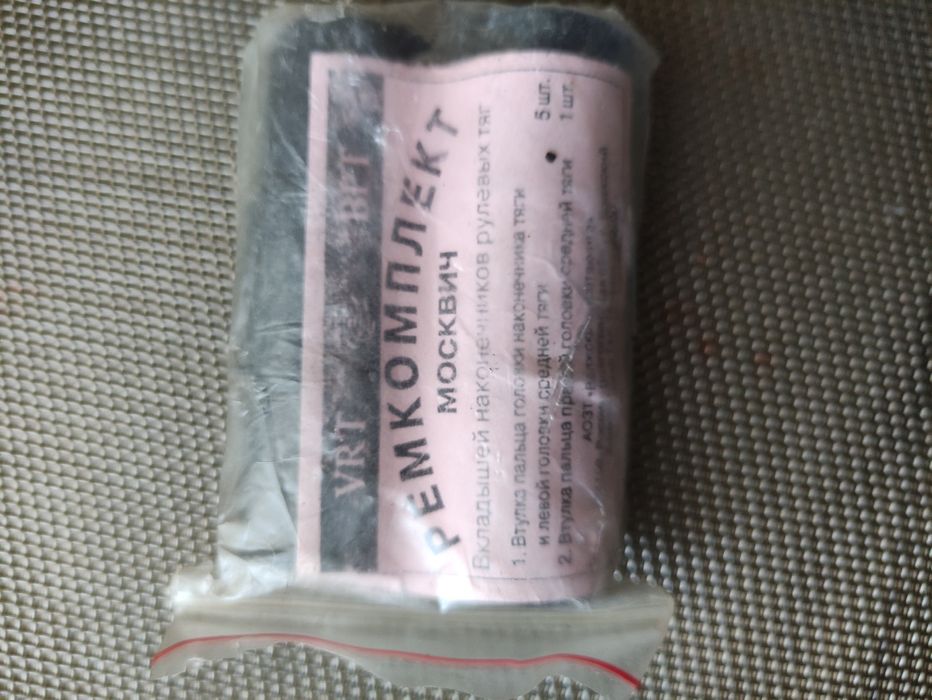 VRT ВРТ
РЕМКОМПЛЕКТ
МОСКВИЧ
Вкладышей наконечников рулевых тяг
1. Втулка пальца головки наконечника тяги
и левой головки средней тяги 5 шт.
2. Втулка пальца правой головки средний тяги 1 шт.
АОЗТ